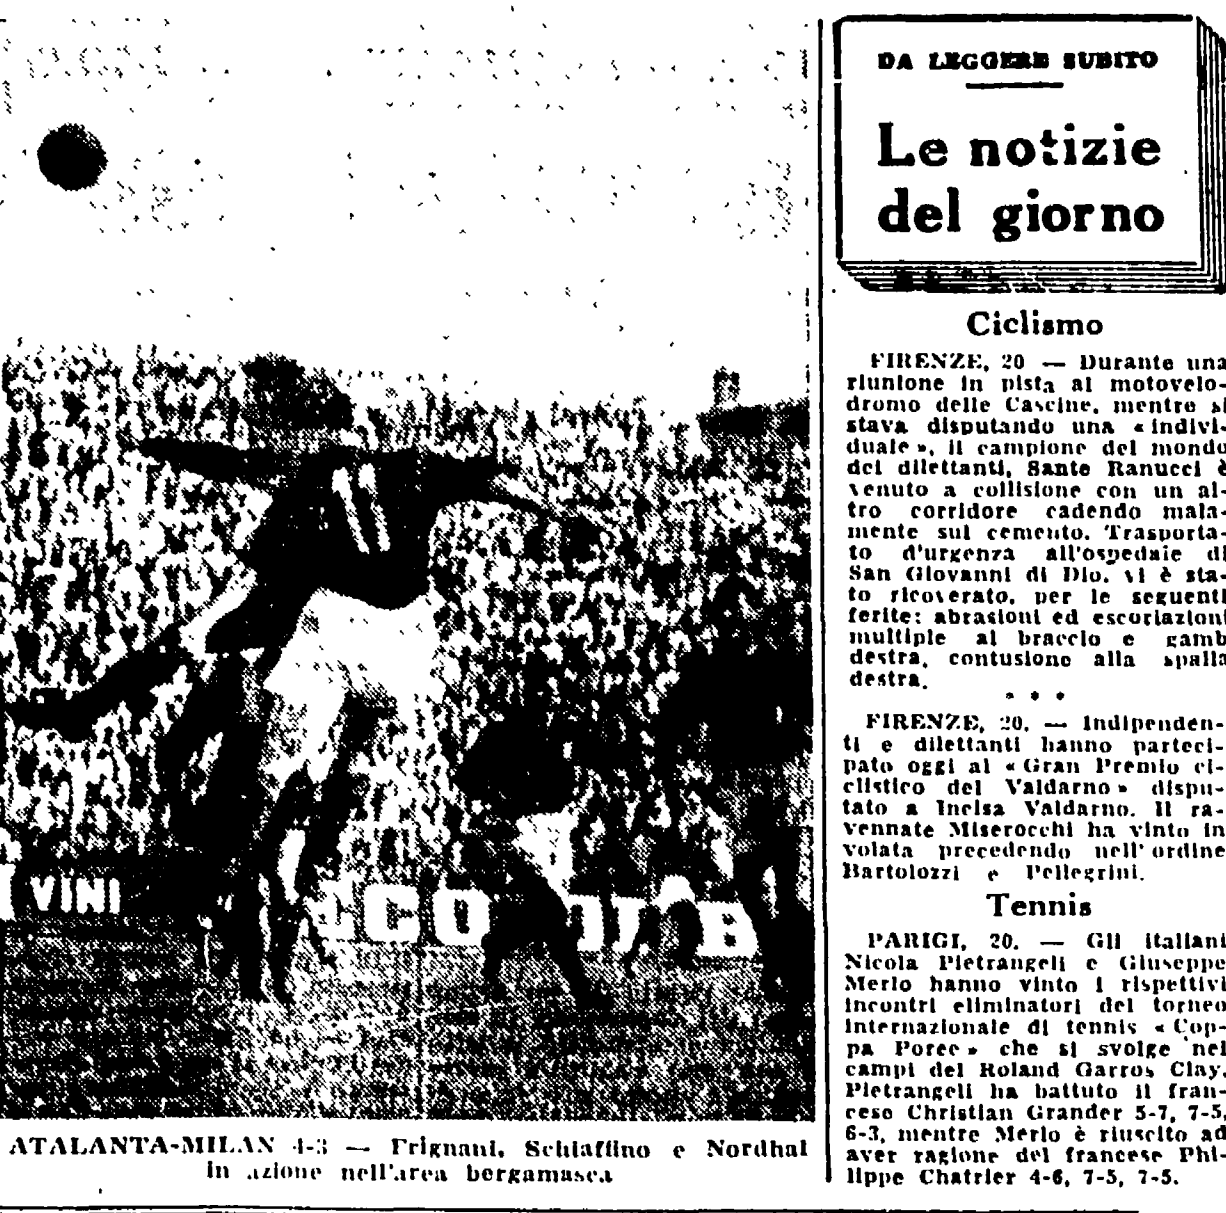 VINI
CO
ATALANTA-MILAN 4-3 — Frignani, Schiaffino e Nordhal
in azione nell'area bergamasca
DA LEGGERE SUBITO
Le notizie
del giorno
Ciclismo
FIRENZE, 20 — Durante una
riunione in pista al motovelo-
dromo delle Cascine, mentre si
stava disputando una «indivi-
duale», il campione del mondo
dei dilettanti, Sante Ranucci è
venuto a collisione con un al-
tro corridore cadendo mala-
mente sul cemento. Trasporta-
to d'urgenza all'ospedale di
San Giovanni di Dio, vi è sta-
to ricoverato, per le seguenti
ferite: abrasioni ed escoriazioni
multiple al braccio e gamb
destra, contusione alla spalla
destra.
* * *
FIRENZE, 20. — Indipenden-
ti e dilettanti hanno parteci-
pato oggi al «Gran Premio ci-
clistico del Valdarno» dispu-
tato a Incisa Valdarno. Il ra-
vennate Miserocchi ha vinto in
volata precedendo nell'ordine
Bartolozzi e Pellegrini.
Tennis
PARIGI, 20. — Gli italiani
Nicola Pietrangeli e Giuseppe
Merlo hanno vinto i rispettivi
incontri eliminatori del torneo
internazionale di tennis «Cop-
pa Poree» che si svolge nei
campi del Roland Garros Clay.
Pietrangeli ha battuto il fran-
cese Christian Grander 5-7, 7-5,
6-3, mentre Merlo è riuscito ad
aver ragione del francese Phi-
lippe Chatrier 4-6, 7-5, 7-5.